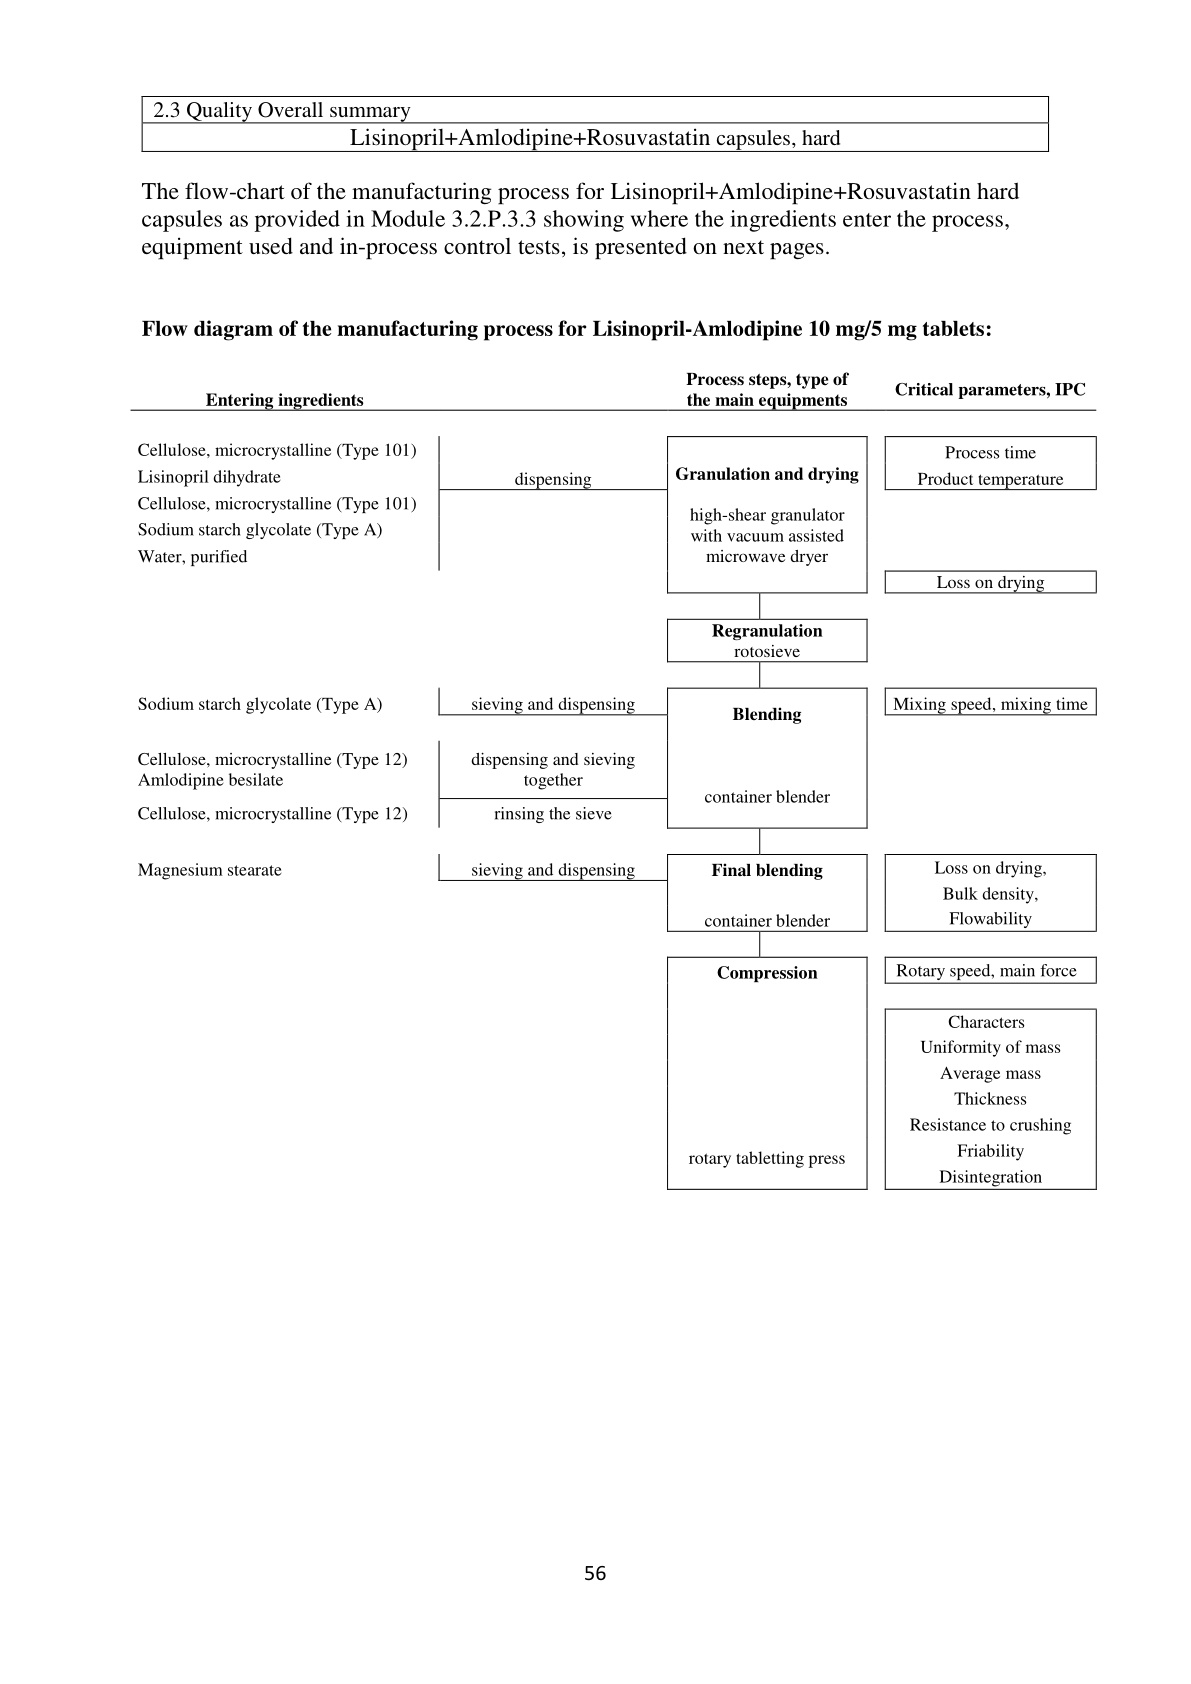 2.3 Quality Overall summary
Lisinopril+Amlodipine+Rosuvastatin capsules, hard
The flow-chart of the manufacturing process for Lisinopril+Amlodipine+Rosuvastatin hard
capsules as provided in Module 3.2.P.3.3 showing where the ingredients enter the process,
equipment used and in-process control tests, is presented on next pages.
Flow diagram of the manufacturing process for Lisinopril-Amlodipine 10 mg/5 mg tablets:
Entering ingredients
Process steps, type of
the main equipments
Critical parameters, IPC
Cellulose, microcrystalline (Type 101)
Lisinopril dihydrate
Cellulose, microcrystalline (Type 101)
Sodium starch glycolate (Type A)
Water, purified
dispensing
Granulation and drying
high-shear granulator
with vacuum assisted
microwave dryer
Process time
Product temperature
Loss on drying
Regranulation
rotosieve
Sodium starch glycolate (Type A)
sieving and dispensing
Blending
Mixing speed, mixing time
Cellulose, microcrystalline (Type 12)
Amlodipine besilate
dispensing and sieving
together
container blender
Cellulose, microcrystalline (Type 12)
rinsing the sieve
Magnesium stearate
sieving and dispensing
Final blending
container blender
Loss on drying,
Bulk density,
Flowability
Compression
rotary tabletting press
Rotary speed, main force
Characters
Uniformity of mass
Average mass
Thickness
Resistance to crushing
Friability
Disintegration
56